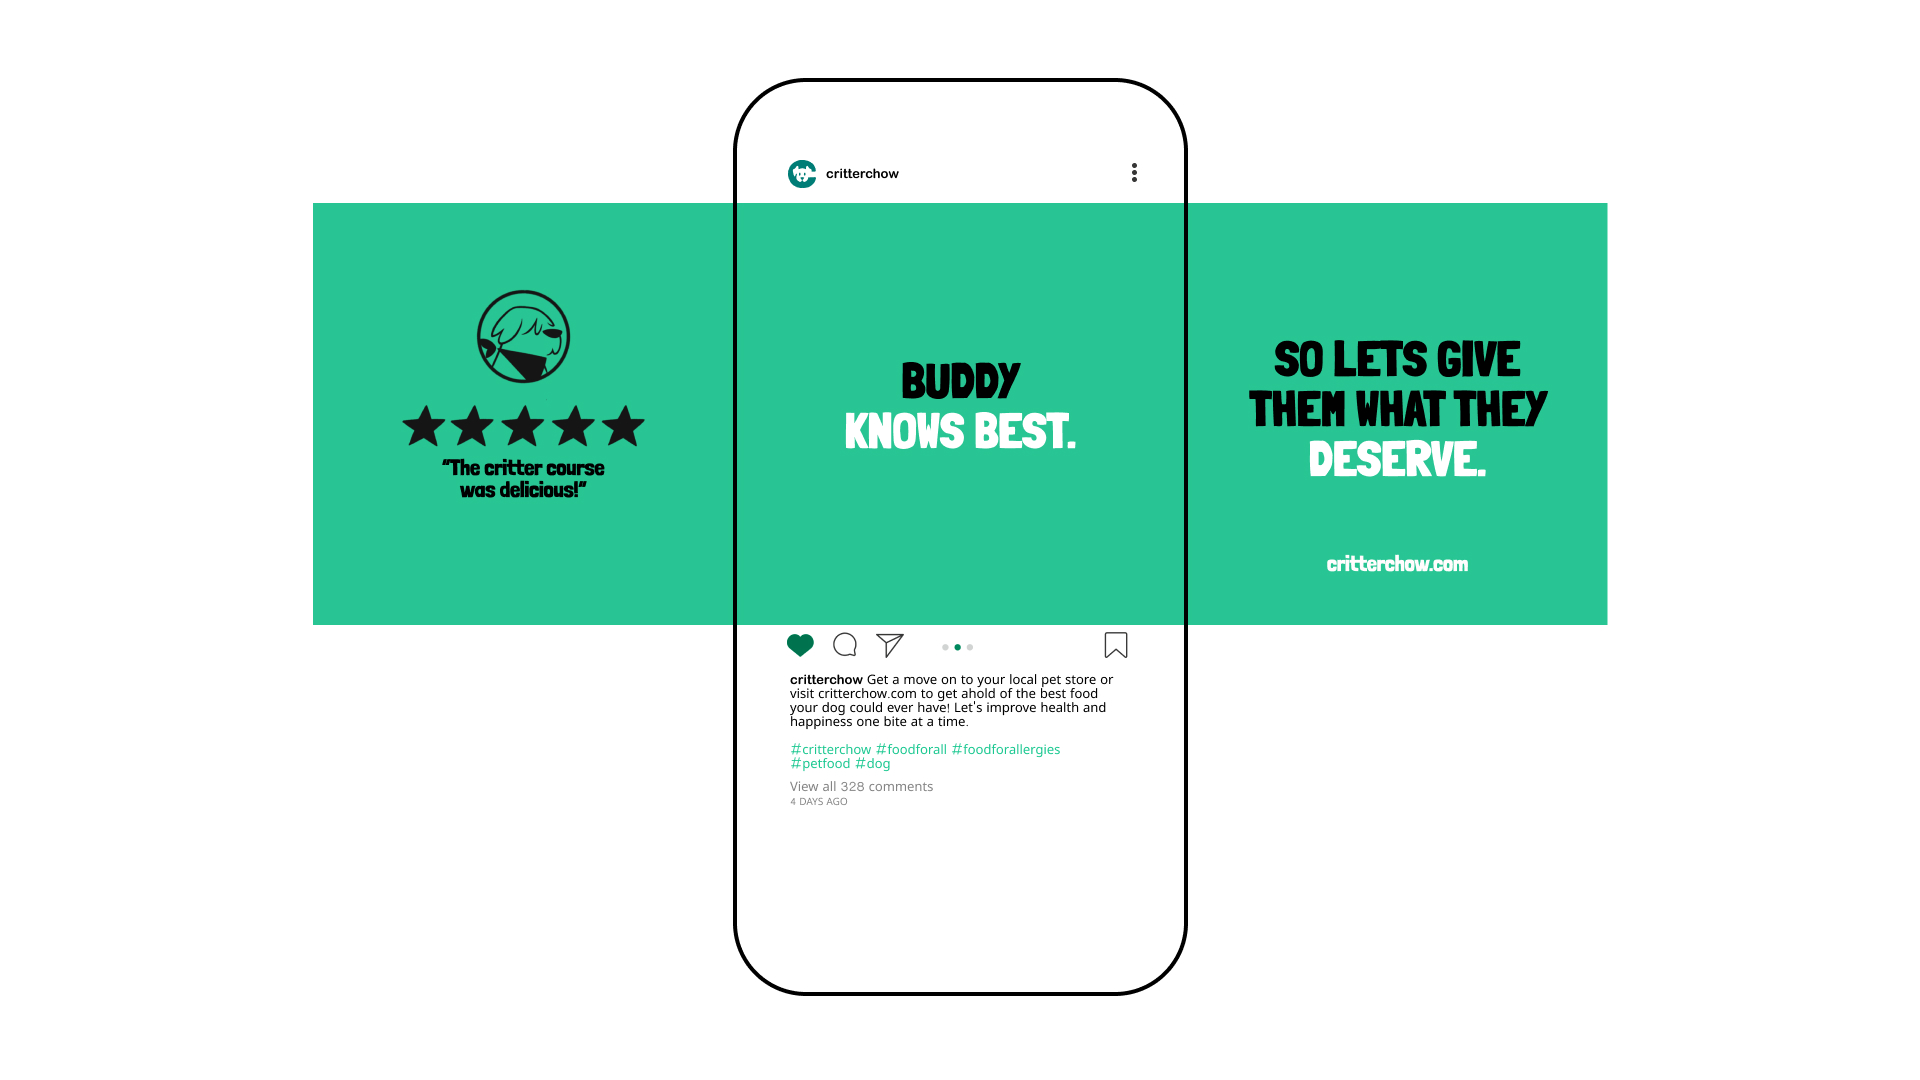 critterchow
“The critter course
was delicious!”
BUDDY
KNOWS BEST.
SO LETS GIVE
THEM WHAT THEY
DESERVE.
critterchow.com
critterchow Get a move on to your local pet store or
visit critterchow.com to get ahold of the best food
your dog could ever have! Let's improve health and
happiness one bite at a time.
#critterchow #foodforall #foodforallergies
#petfood #dog
View all 328 comments
4 DAYS AGO